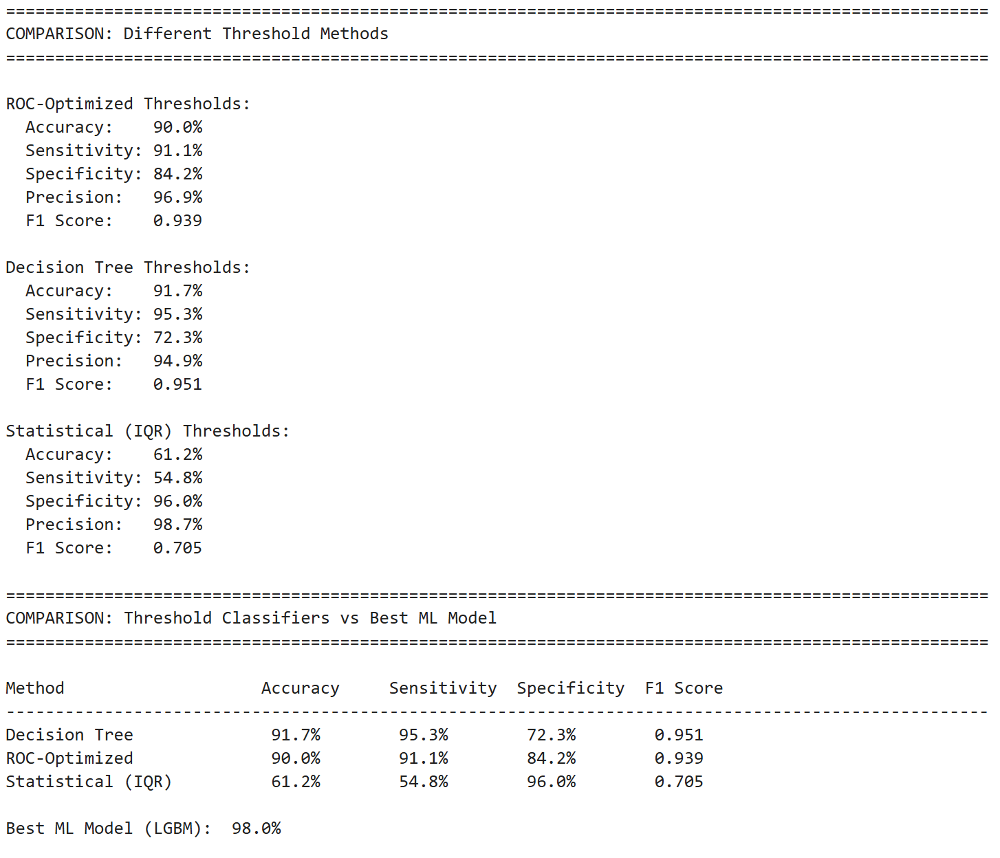 ====================================================================================================
COMPARISON: Different Threshold Methods
====================================================================================================

ROC-Optimized Thresholds:
  Accuracy:    90.0%
  Sensitivity: 91.1%
  Specificity: 84.2%
  Precision:   96.9%
  F1 Score:    0.939

Decision Tree Thresholds:
  Accuracy:    91.7%
  Sensitivity: 95.3%
  Specificity: 72.3%
  Precision:   94.9%
  F1 Score:    0.951

Statistical (IQR) Thresholds:
  Accuracy:    61.2%
  Sensitivity: 54.8%
  Specificity: 96.0%
  Precision:   98.7%
  F1 Score:    0.705

====================================================================================================
COMPARISON: Threshold Classifiers vs Best ML Model
====================================================================================================

Method                    Accuracy     Sensitivity  Specificity  F1 Score
----------------------------------------------------------------------------------------------------
Decision Tree              91.7%        95.3%        72.3%        0.951
ROC-Optimized              90.0%        91.1%        84.2%        0.939
Statistical (IQR)          61.2%        54.8%        96.0%        0.705

Best ML Model (LGBM):  98.0%